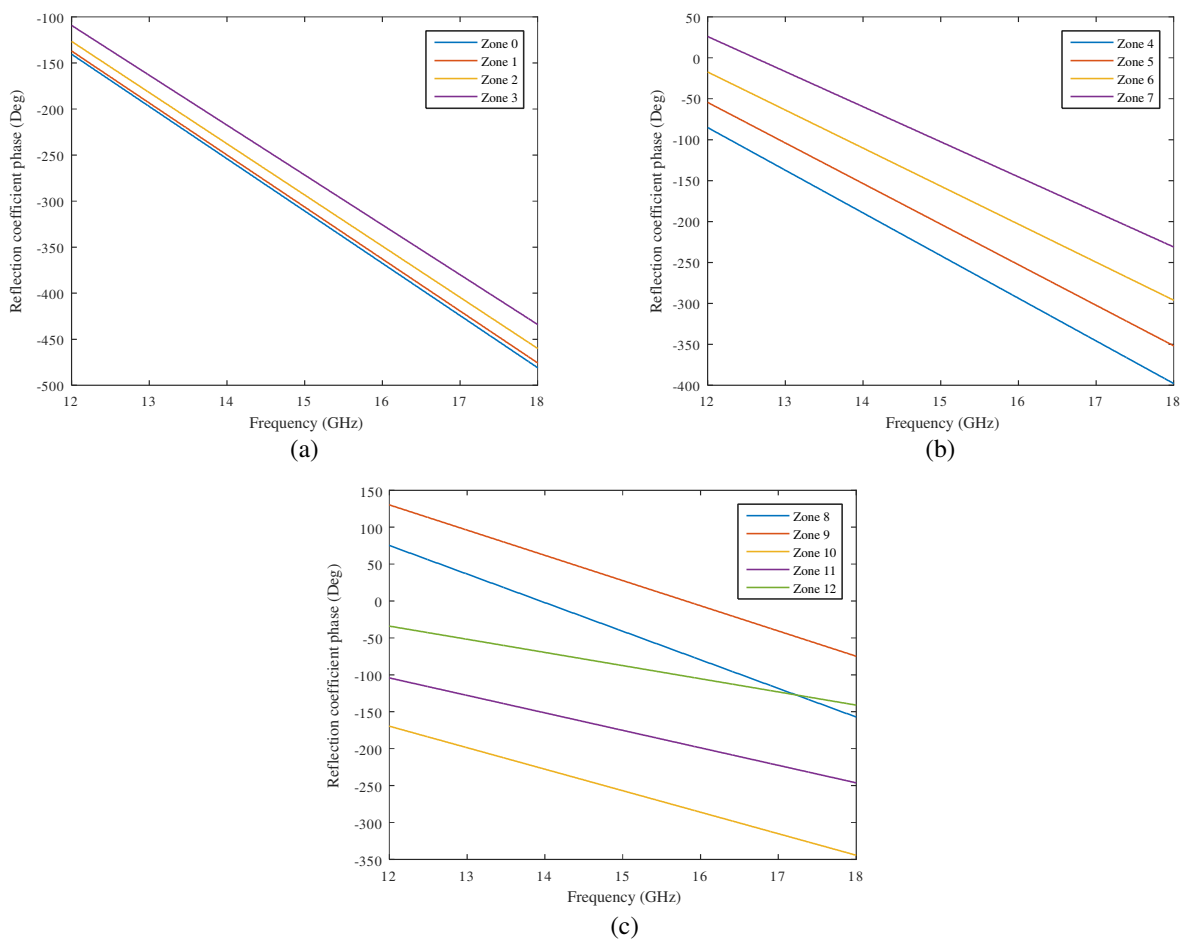 -100
-150
-200
-250
-300
-350
-400
-450
-500
12 13 14 15 16 17 18
Reflection coefficient phase (Deg)
Frequency (GHz)
Zone 0
Zone 1
Zone 2
Zone 3
(a)
50
0
-50
-100
-150
-200
-250
-300
-350
-400
12 13 14 15 16 17 18
Reflection coefficient phase (Deg)
Frequency (GHz)
Zone 4
Zone 5
Zone 6
Zone 7
(b)
150
100
50
0
-50
-100
-150
-200
-250
-300
-350
12 13 14 15 16 17 18
Reflection coefficient phase (Deg)
Frequency (GHz)
Zone 8
Zone 9
Zone 10
Zone 11
Zone 12
(c)